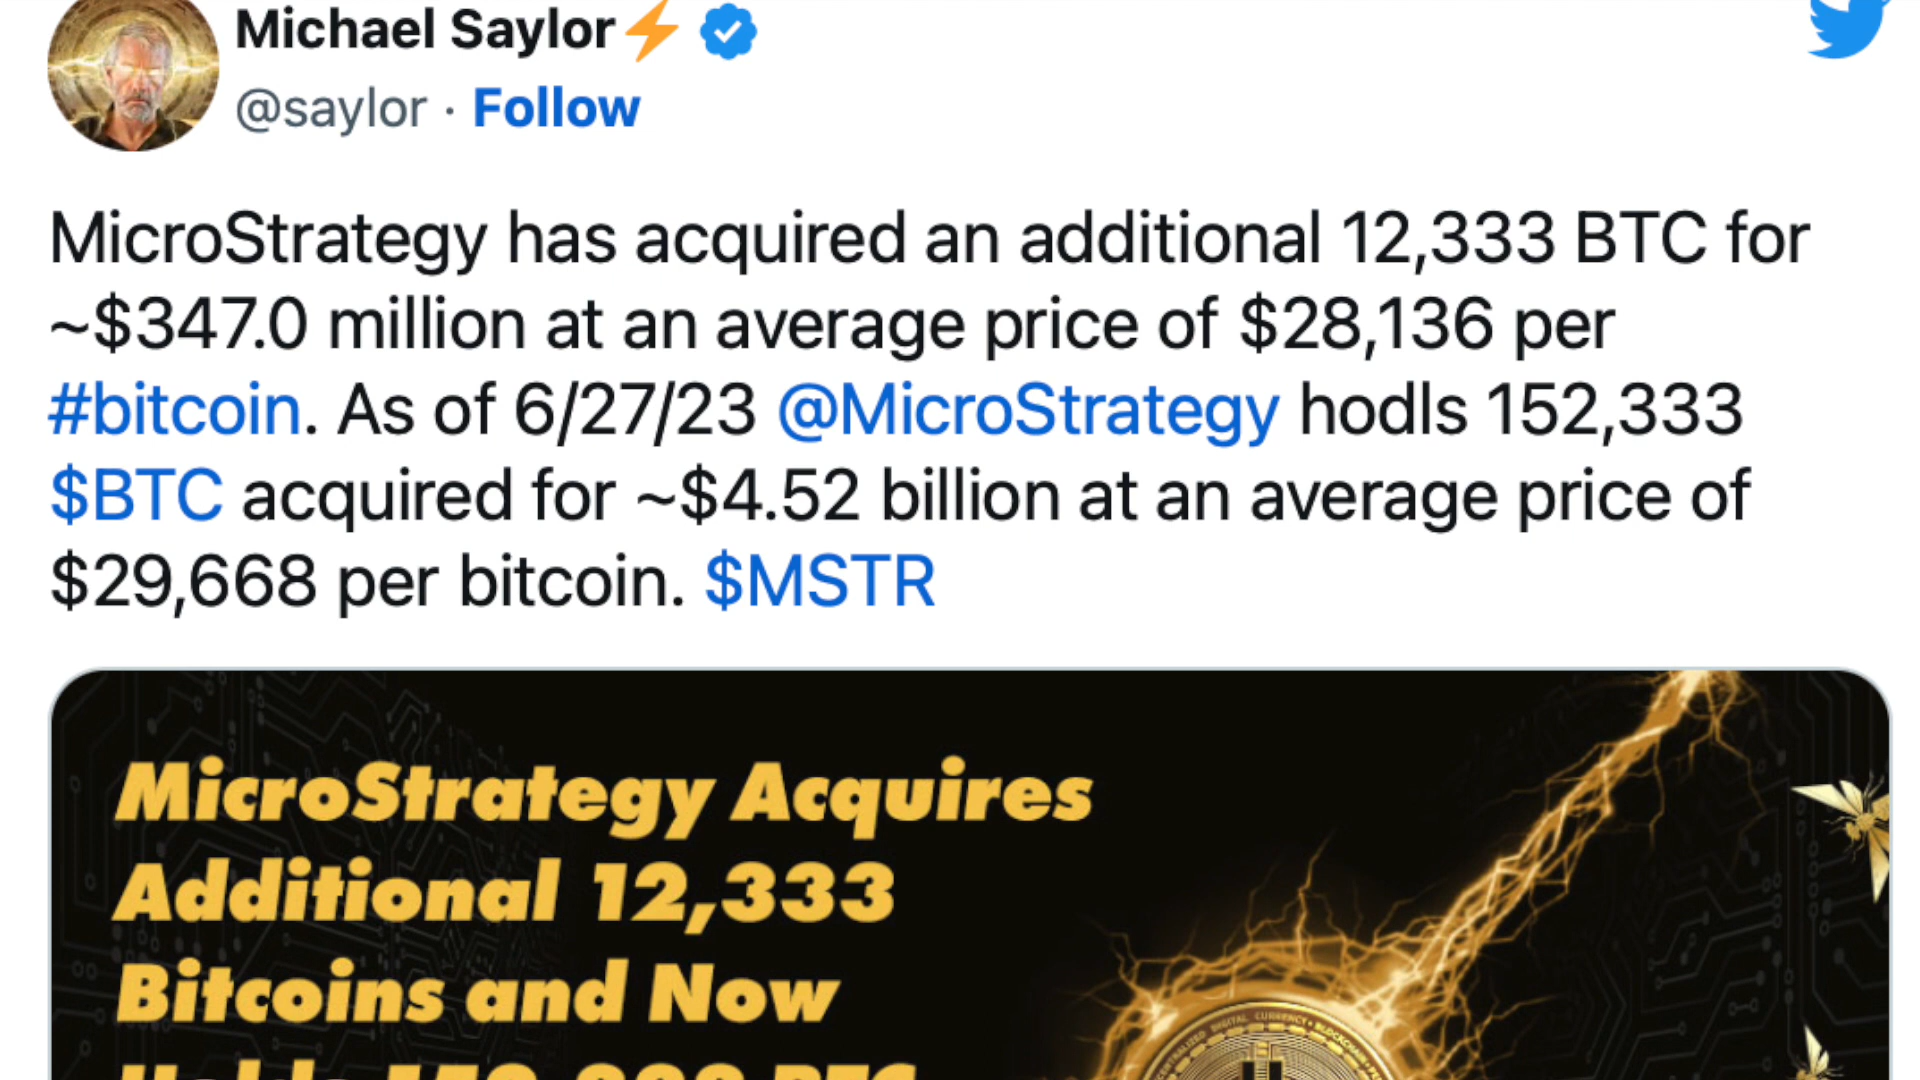 Michael Saylor⚡
@saylor · Follow
MicroStrategy has acquired an additional 12,333 BTC for
~$347.0 million at an average price of $28,136 per
#bitcoin. As of 6/27/23 @MicroStrategy hodls 152,333
$BTC acquired for ~$4.52 billion at an average price of
$29,668 per bitcoin. $MSTR
MicroStrategy Acquires
Additional 12,333
Bitcoins and Now
DIGITAL CURRENCY • BLOCKCHAIN